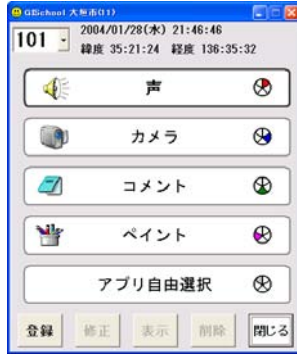 GISchool 大垣市(11)
101
2004/01/28(水) 21:46:46
緯度 35:21:24 経度 136:35:32
声
カメラ
コメント
ペイント
アプリ自由選択
登録 修正 表示 削除 閉じる